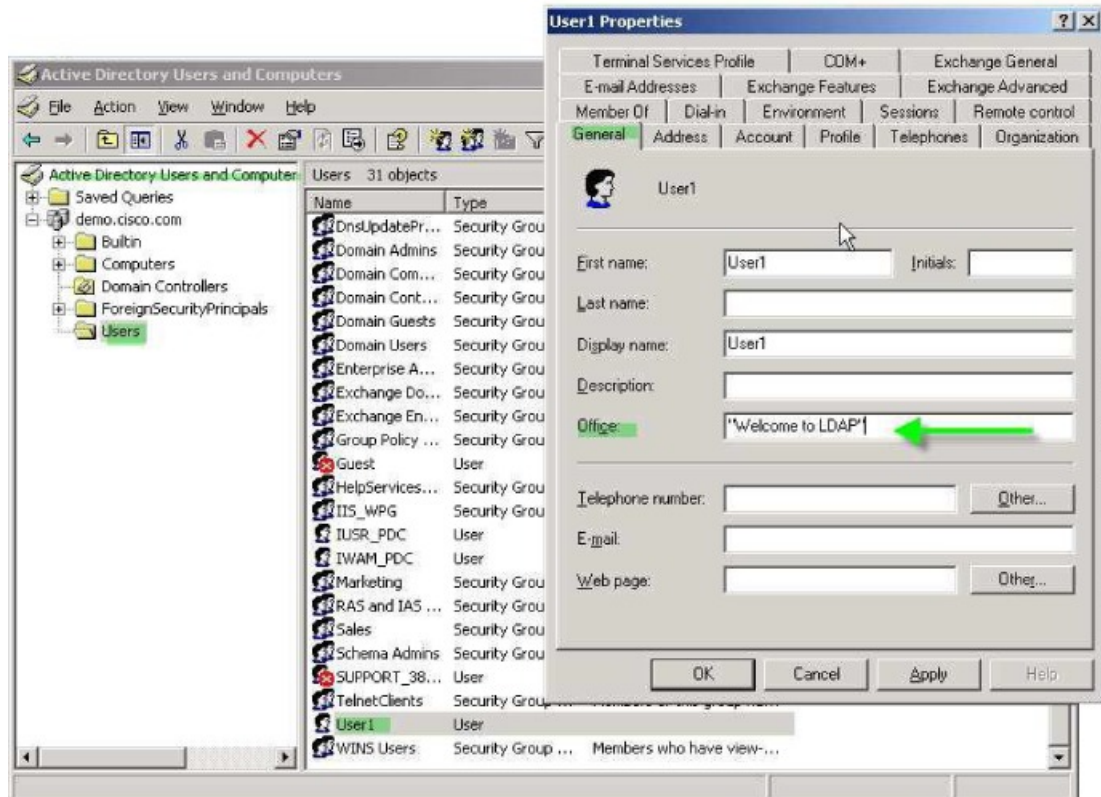 Active Directory Users and Computers
File Action View Window Help
Active Directory Users and Computer
Saved Queries
demo.cisco.com
Builtin
Computers
Domain Controllers
ForeignSecurityPrincipals
Users
Users 31 objects
Name Type
DnsUpdatePr... Security Grou
Domain Admins Security Grou
Domain Com... Security Grou
Domain Cont... Security Grou
Domain Guests Security Grou
Domain Users Security Grou
Enterprise A... Security Grou
Exchange Do... Security Grou
Exchange En... Security Grou
Group Policy ... Security Grou
Guest User
HelpServices... Security Grou
IIS_WPG Security Grou
IUSR_PDC User
IWAM_PDC User
Marketing Security Grou
RAS and IAS ... Security Grou
Sales Security Grou
Schema Admins Security Grou
SUPPORT_38... User
TelnetClients Security Group ... Members of this group ha...
User1 User
WINS Users Security Group ... Members who have view-...
User1 Properties
Terminal Services Profile COM+ Exchange General
E-mail Addresses Exchange Features Exchange Advanced
Member Of Dial-in Environment Sessions Remote control
General Address Account Profile Telephones Organization
User1
First name: User1 Initials:
Last name:
Display name: User1
Description:
Office: "Welcome to LDAP"
Telephone number: Other...
E-mail:
Web page: Other...
OK Cancel Apply Help